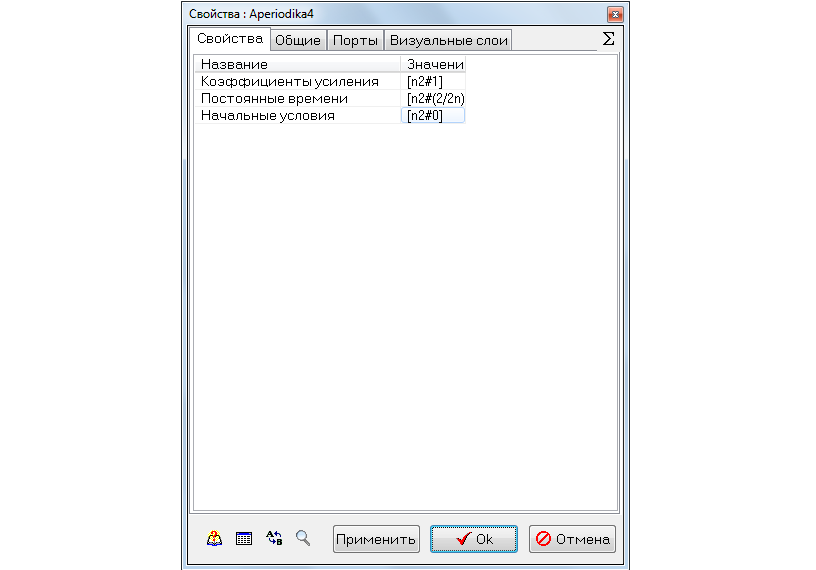 Свойства : Aperiodika4
Свойства Общие Порты Визуальные слои Σ
Название Значени
Коэффициенты усиления [n2#1]
Постоянные времени [n2#(2/2n)
Начальные условия [n2#0]
Применить Ok Отмена